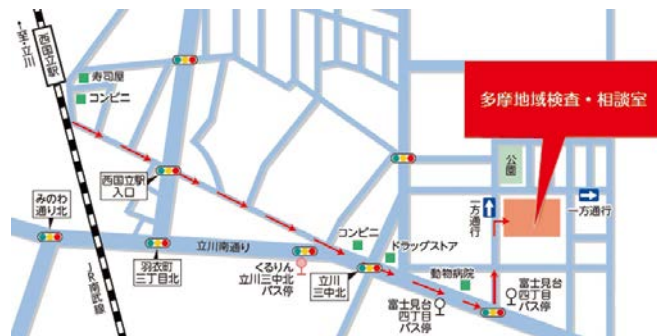 至・立川
西国立駅
寿司屋
コンビニ
多摩地域検査・相談室
公園
西国立駅
入口
みのわ
通り北
一方通行
一方通行
コンビニ
立川南通り
ドラッグストア
羽衣町
三丁目北
くるりん
立川三中北
バス停
立川
三中北
動物病院
JR南武線
富士見台
四丁目
バス停
富士見台
四丁目
バス停